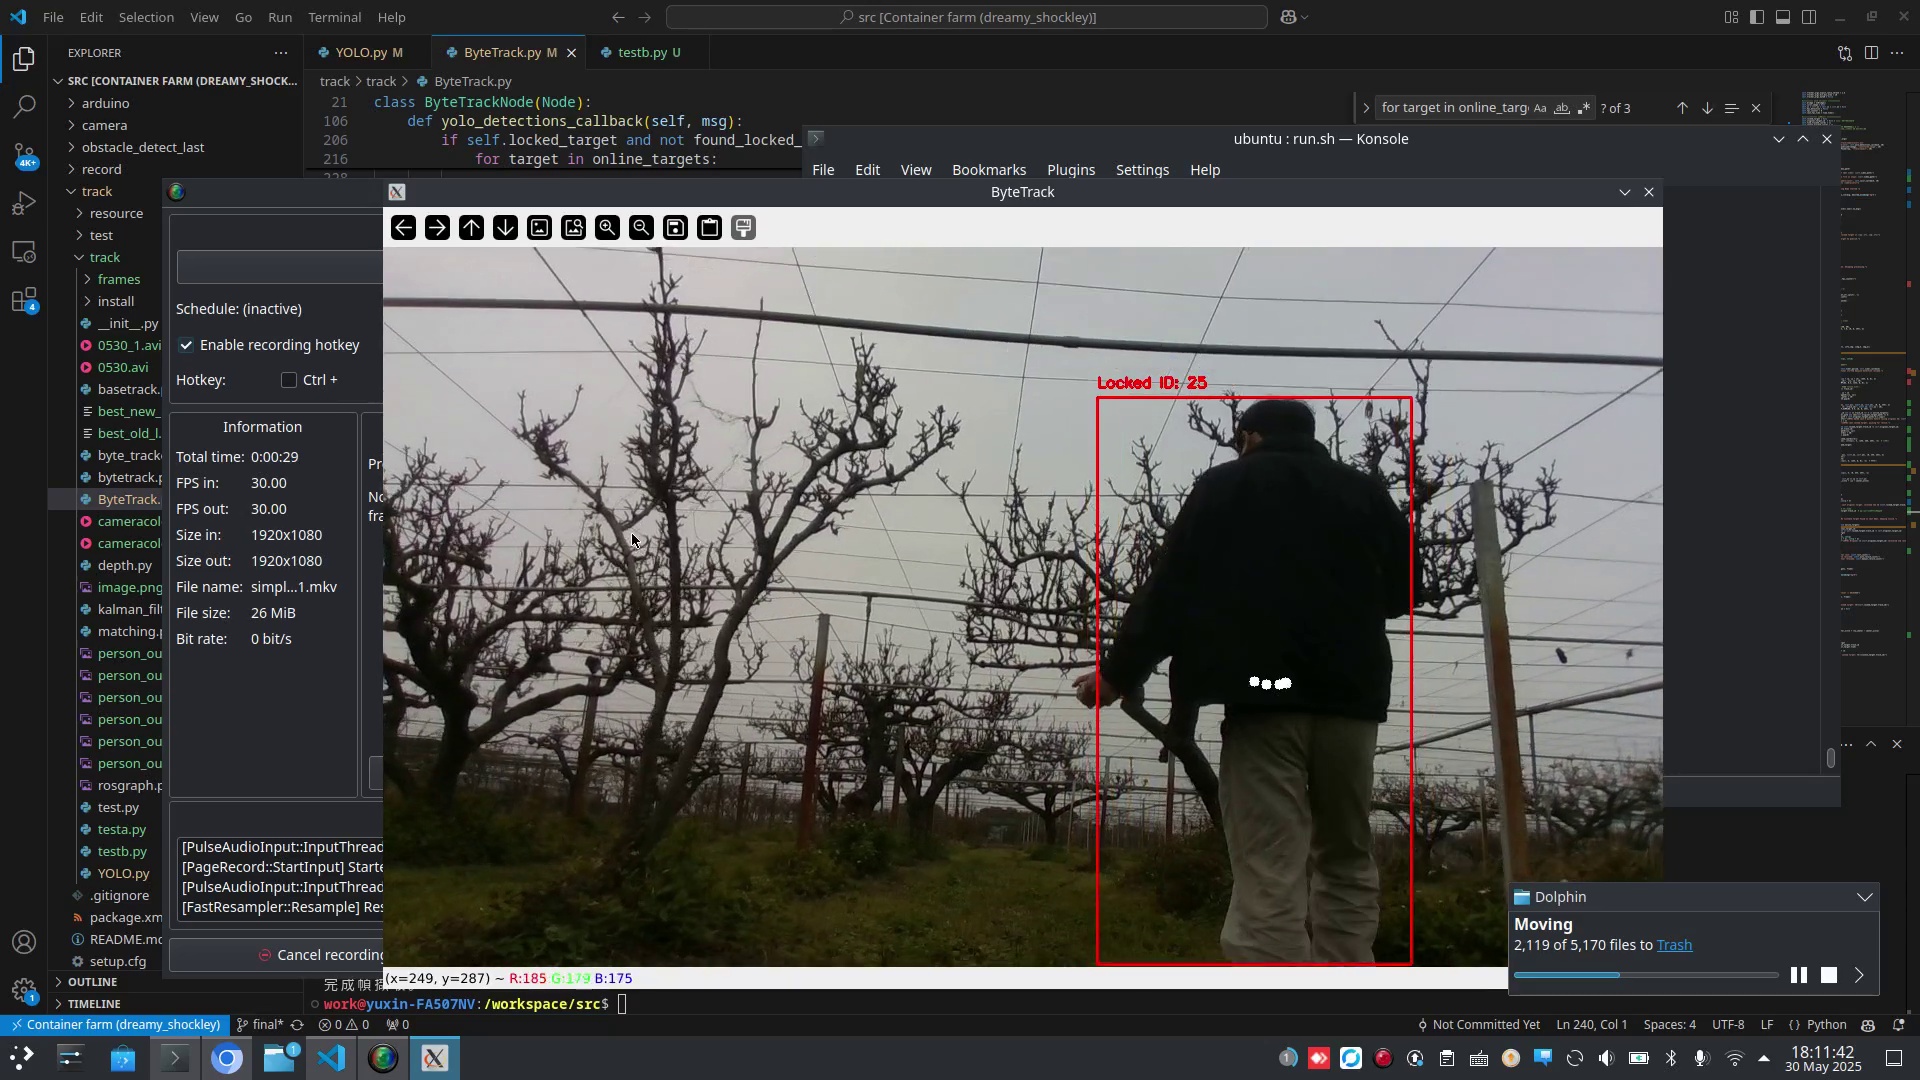 File Edit Selection View Go Run Terminal Help
src [Container farm (dreamy_shockley)]
EXPLORER
YOLO.py M
ByteTrack.py M
testb.py U
SRC [CONTAINER FARM (DREAMY_SHOCK...
track > track > ByteTrack.py
arduino
camera
obstacle_detect_last
record
track
resource
test
track
frames
install
__init__.py
0530_1.avi
0530.avi
basetrack.
best_new_
best_old_l.
byte_track
bytetrack.p
ByteTrack.
cameracol
cameracol
depth.py
image.png
kalman_filt
matching.p
person_ou
person_ou
person_ou
person_ou
person_ou
person_ou
rosgraph.p
test.py
testa.py
testb.py
YOLO.py
.gitignore
package.xm
README.md
setup.cfg
OUTLINE
TIMELINE
4K+
4
1
21 class ByteTrackNode(Node):
106 def yolo_detections_callback(self, msg):
206 if self.locked_target and not found_locked_
216 for target in online_targets:
for target in online_targ
Aa ab ? of 3
ubuntu : run.sh — Konsole
File Edit View Bookmarks Plugins Settings Help
ByteTrack
Schedule: (inactive)
Enable recording hotkey
Hotkey: Ctrl +
Information
Total time: 0:00:29
FPS in: 30.00
FPS out: 30.00
Size in: 1920x1080
Size out: 1920x1080
File name: simpl...1.mkv
File size: 26 MiB
Bit rate: 0 bit/s
Pr
No
fra
[PulseAudioInput::InputThread
[PageRecord::StartInput] Starte
[PulseAudioInput::InputThread
[FastResampler::Resample] Res
Cancel recording
Locked ID: 25
(x=249, y=287) ~ R:185 G:179 B:175
work@yuxin-FA507NV:/workspace/src$
Dolphin
Moving
2,119 of 5,170 files to Trash
Container farm (dreamy_shockley)
final*
0 0
0
Not Committed Yet
Ln 240, Col 1
Spaces: 4
UTF-8
LF
{} Python
1
1
18:11:42
30 May 2025